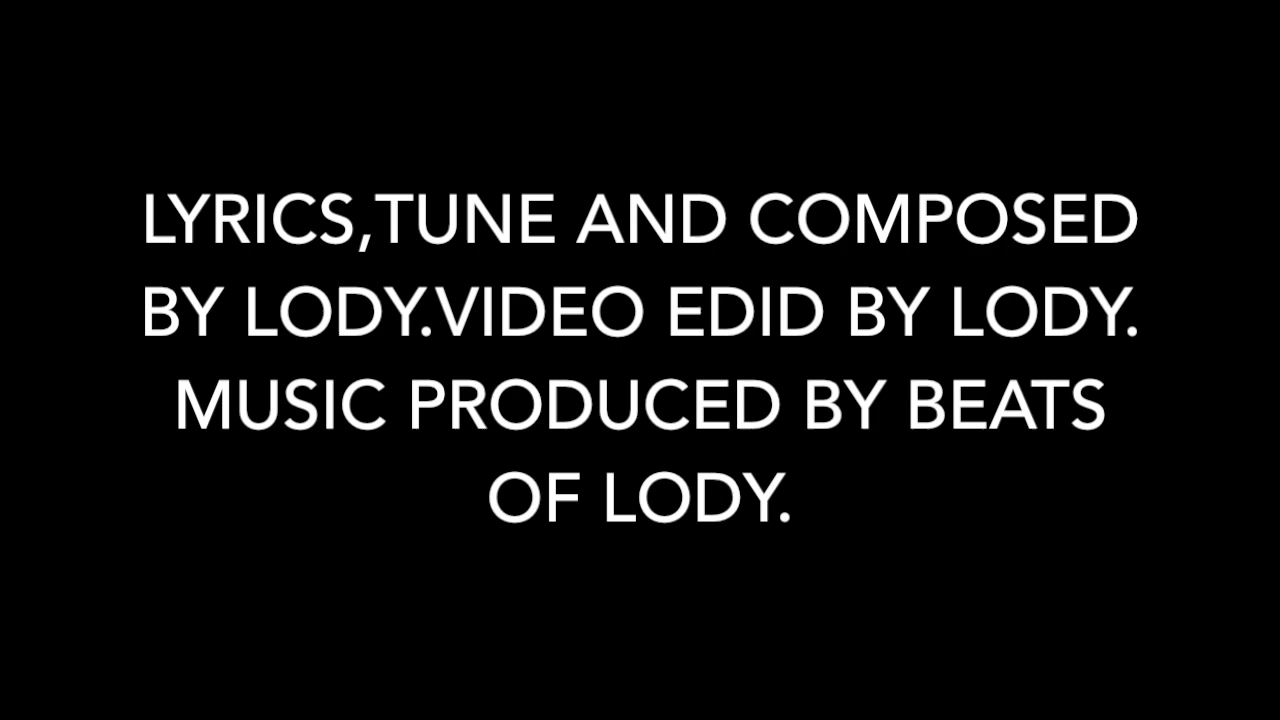 LYRICS,TUNE AND COMPOSED
BY LODY.VIDEO EDID BY LODY.
MUSIC PRODUCED BY BEATS
OF LODY.